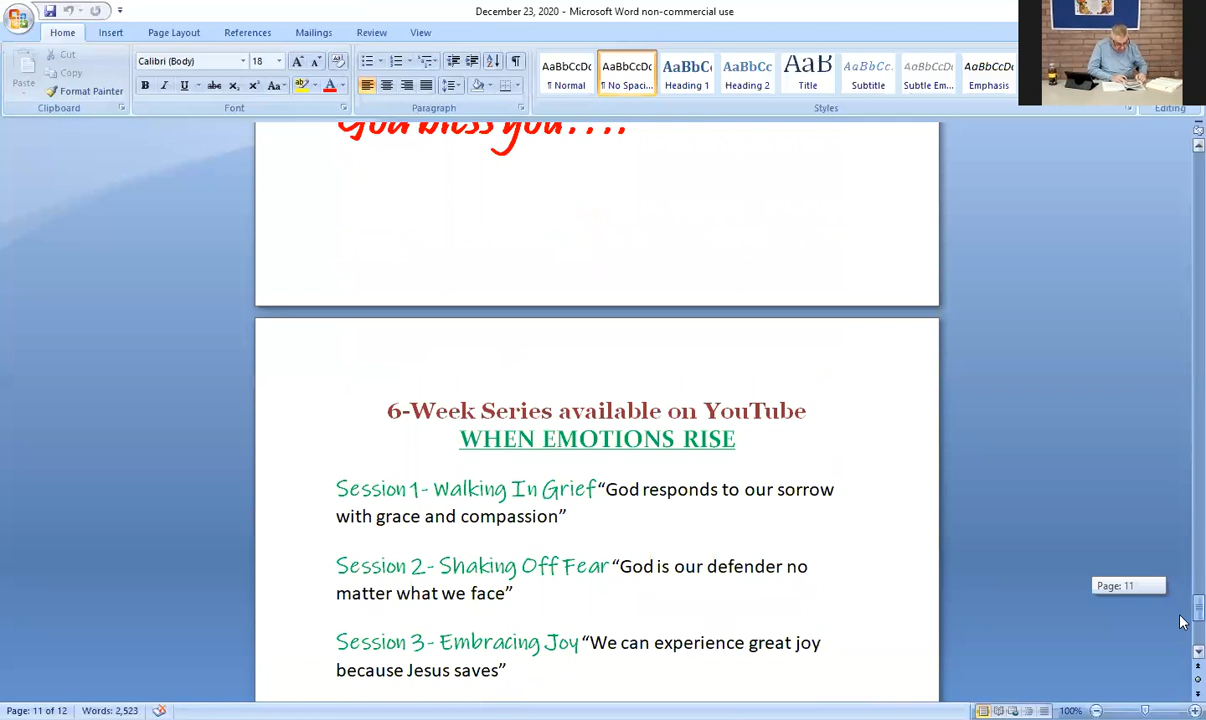 December 23, 2020 - Microsoft Word non-commercial use
Home Insert Page Layout References Mailings Review View
Paste
Cut
Copy
Format Painter
Clipboard
Calibri (Body) 18
Font
Paragraph
AaBbCcDc AaBbCcDc AaBbCc AaBbCc AaB AaBbCc. AaBbCcDc AaBbCcDc
¶ Normal ¶ No Spaci... Heading 1 Heading 2 Title Subtitle Subtle Em... Emphasis
Styles
Editing
God bless you....
6-Week Series available on YouTube
WHEN EMOTIONS RISE
Session 1- Walking In Grief “God responds to our sorrow
with grace and compassion”
Session 2- Shaking Off Fear “God is our defender no
matter what we face”
Session 3- Embracing Joy “We can experience great joy
because Jesus saves”
Page: 11
Page: 11 of 12 Words: 2,523 100%